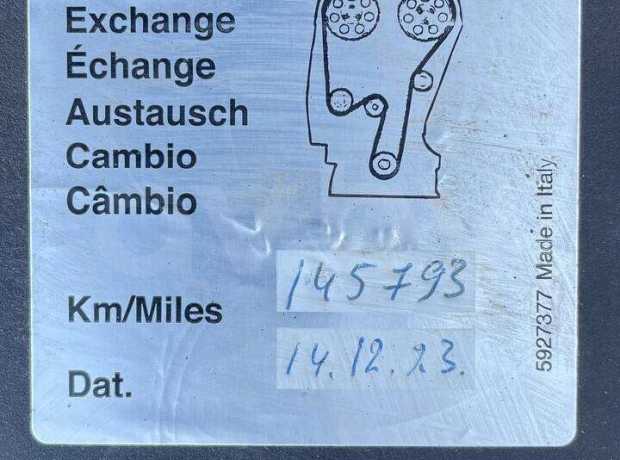 Exchange
Échange
Austausch
Cambio
Câmbio
Km/Miles 145793
Dat. 14.12.23.
5927377 Made in Italy